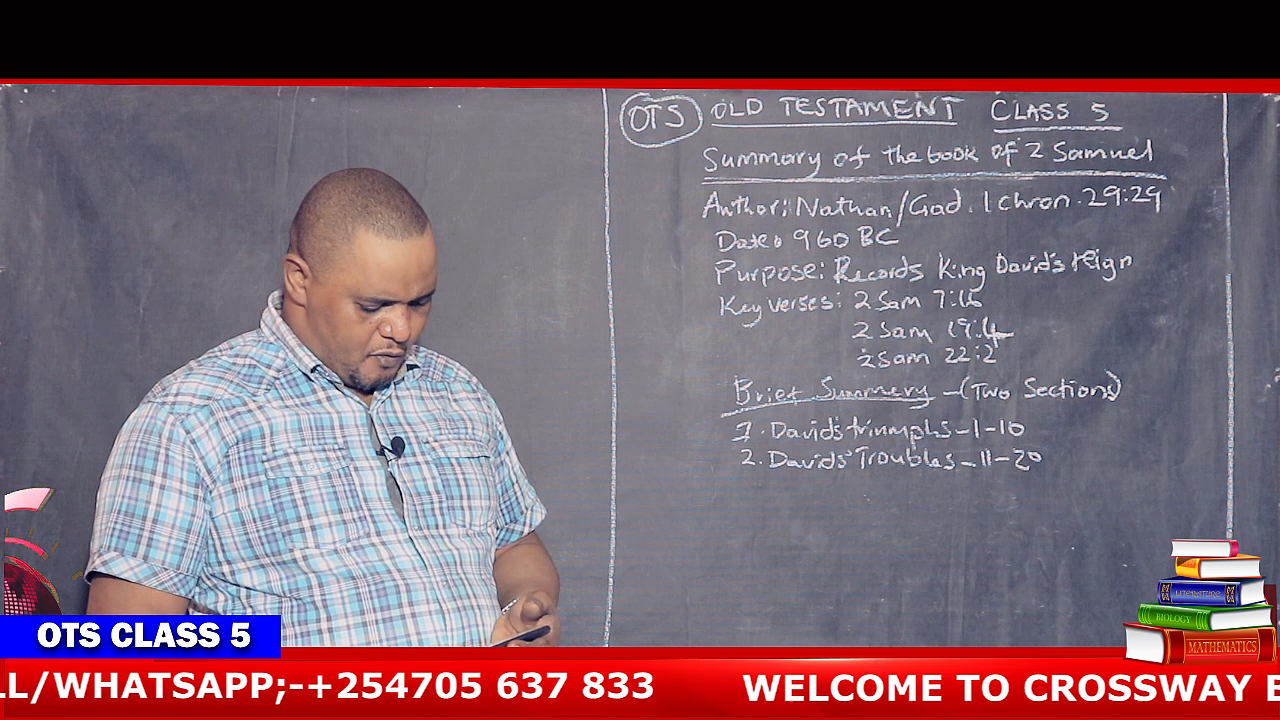 OTS OLD TESTAMENT CLASS 5
Summary of the book of 2 Samuel
Author: Nathan/Gad. 1 chron. 29:29
Date: 960 BC
Purpose: Records King David's reign
Key verses: 2 Sam 7:16
2 Sam 19:4
2 Sam 22:2
Brief Summery - (Two Sections)
1. David's triumphs - 1-10
2. Davids' Troubles - 11-20
LITERATURE
BIOLOGY
MATHEMATICS
OTS CLASS 5
LL/WHATSAPP;-+254705 637 833 WELCOME TO CROSSWAY B